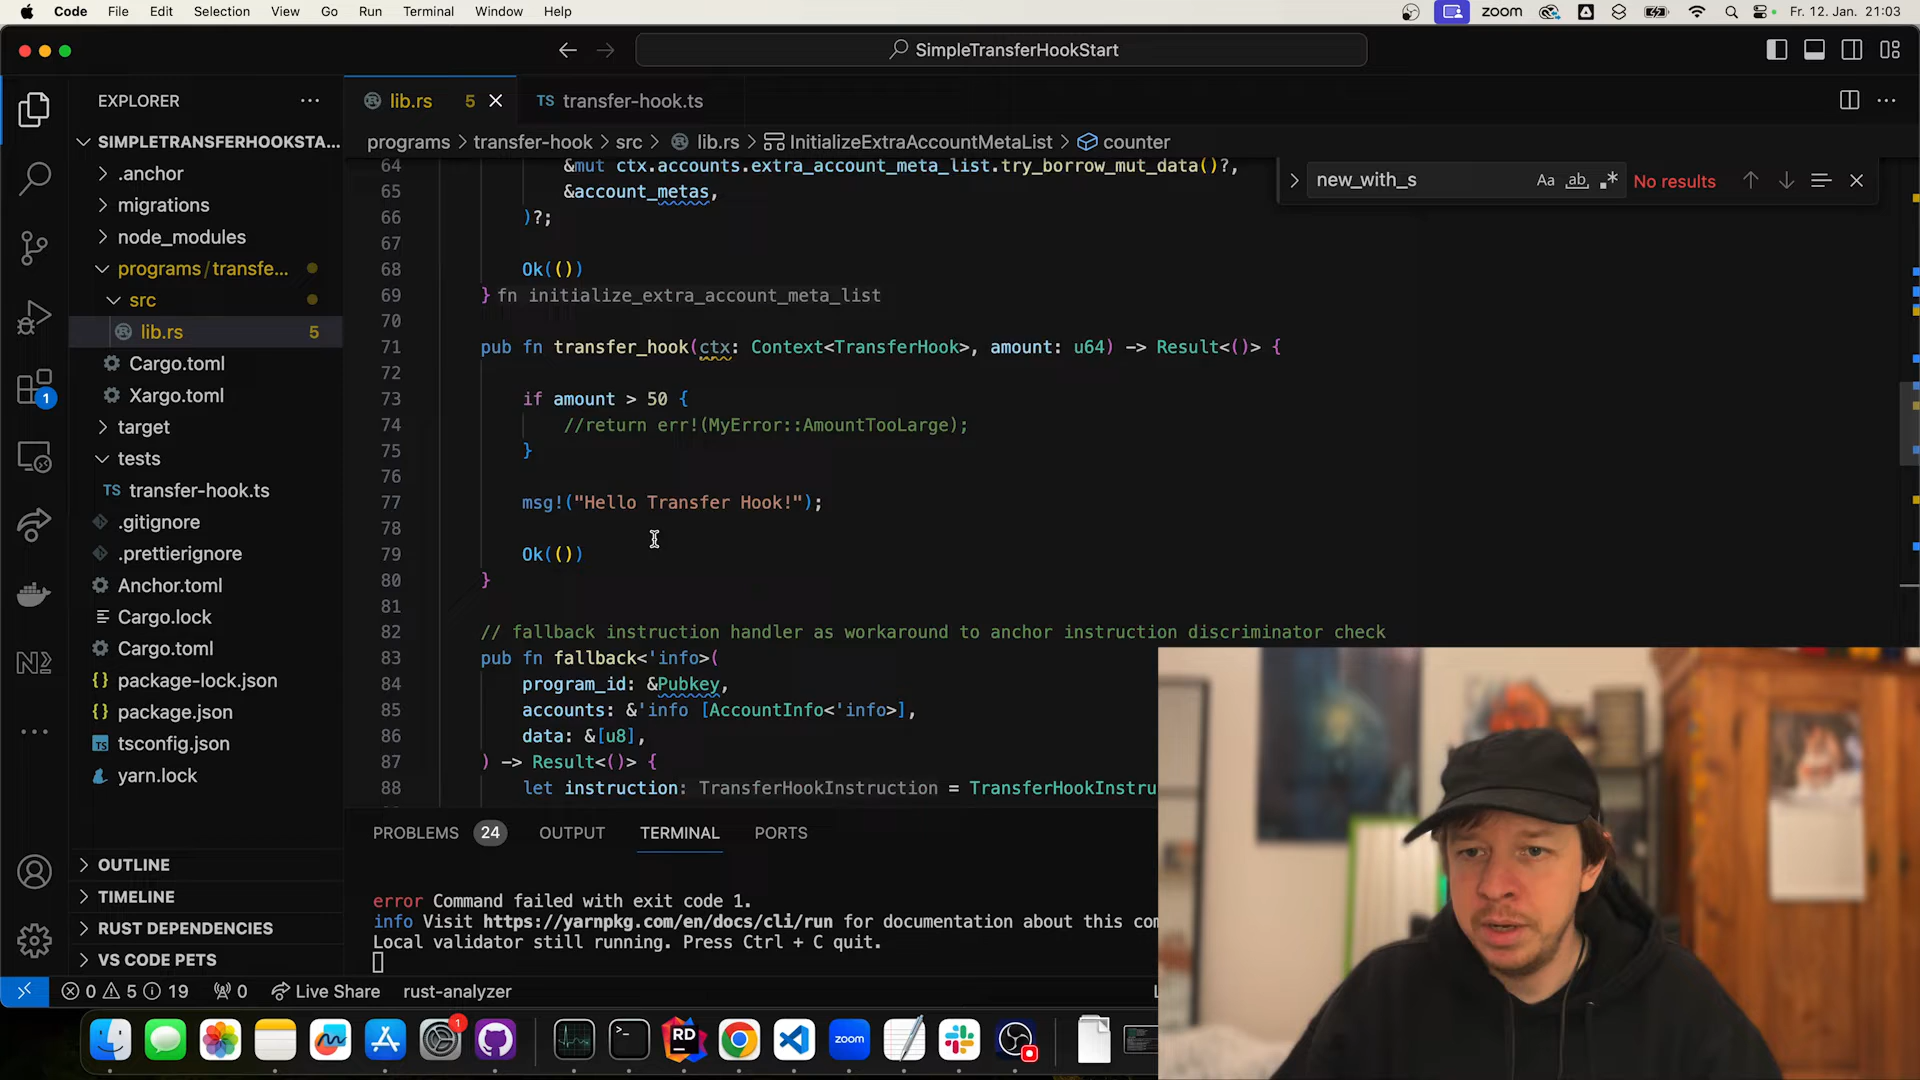 Code File Edit Selection View Go Run Terminal Window Help
zoom Fr. 12. Jan. 21:03
SimpleTransferHookStart
EXPLORER
lib.rs 5
TS transfer-hook.ts
programs > transfer-hook > src > lib.rs > InitializeExtraAccountMetaList > counter
new_with_s Aa ab No results
SIMPLETRANSFERHOOKSTA...
.anchor
migrations
node_modules
programs/transfe...
src
lib.rs 5
Cargo.toml
Xargo.toml
target
tests
TS transfer-hook.ts
.gitignore
.prettierignore
Anchor.toml
Cargo.lock
Cargo.toml
{} package-lock.json
{} package.json
TS tsconfig.json
yarn.lock
OUTLINE
TIMELINE
RUST DEPENDENCIES
VS CODE PETS
1
64 &mut ctx.accounts.extra_account_meta_list.try_borrow_mut_data()?,
65 &account_metas,
66 )?;
67
68 Ok(())
69 } fn initialize_extra_account_meta_list
70
71 pub fn transfer_hook(ctx: Context<TransferHook>, amount: u64) -> Result<()> {
72
73 if amount > 50 {
74 //return err!(MyError::AmountTooLarge);
75 }
76
77 msg!("Hello Transfer Hook!");
78
79 Ok(())
80 }
81
82 // fallback instruction handler as workaround to anchor instruction discriminator check
83 pub fn fallback<'info>(
84 program_id: &Pubkey,
85 accounts: &'info [AccountInfo<'info>],
86 data: &[u8],
87 ) -> Result<()> {
88 let instruction: TransferHookInstruction = TransferHookInstru
PROBLEMS 24 OUTPUT TERMINAL PORTS
error Command failed with exit code 1.
info Visit https://yarnpkg.com/en/docs/cli/run for documentation about this com
Local validator still running. Press Ctrl + C quit.
0 5 19 0 Live Share rust-analyzer
1 RD zoom